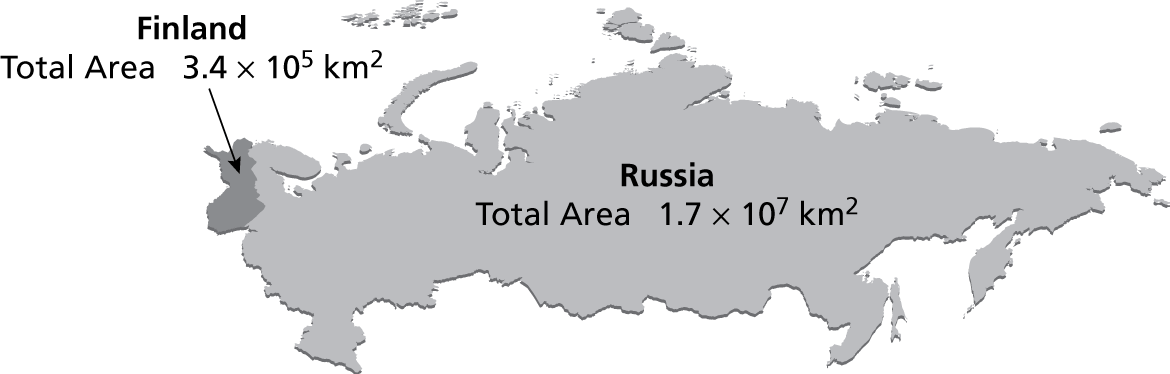 Finland
Total Area 3.4 × 10⁵ km²
Russia
Total Area 1.7 × 10⁷ km²